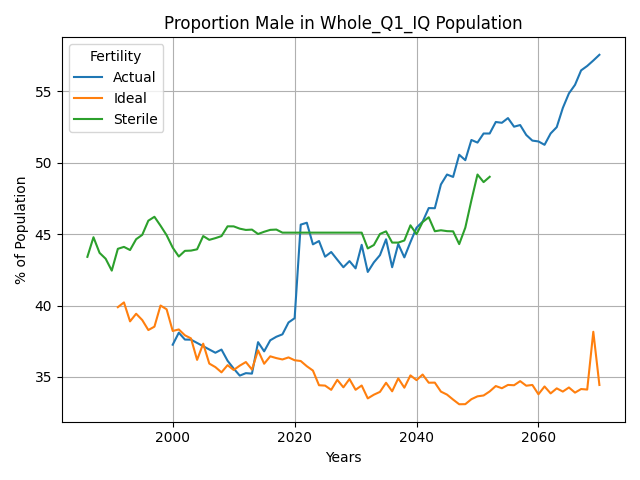 Proportion Male in Whole_Q1_IQ Population
Fertility
Actual
Ideal
Sterile
% of Population
55
50
45
40
35
2000
2020
2040
2060
Years